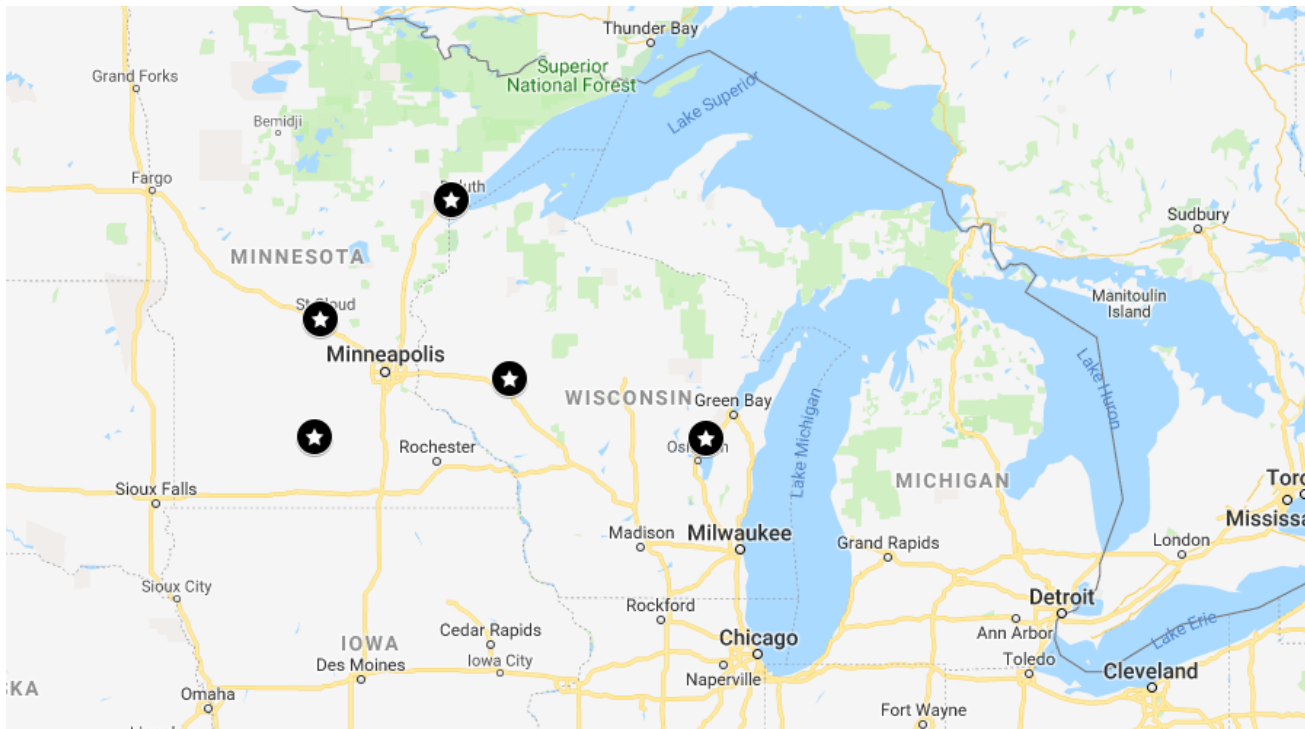 Thunder Bay
Superior
National Forest
Grand Forks
Lake Superior
Bemidji
Fargo
Sudbury
MINNESOTA
Manitoulin
Island
Minneapolis
Lake Huron
WISCONSIN
Green Bay
Lake Michigan
Rochester
MICHIGAN
Sioux Falls
Madison
Milwaukee
Grand Rapids
London
Sioux City
Rockford
Detroit
Cedar Rapids
Chicago
Ann Arbor
IOWA
Lake Erie
Des Moines
Iowa City
Naperville
Toledo
Cleveland
Omaha
Fort Wayne